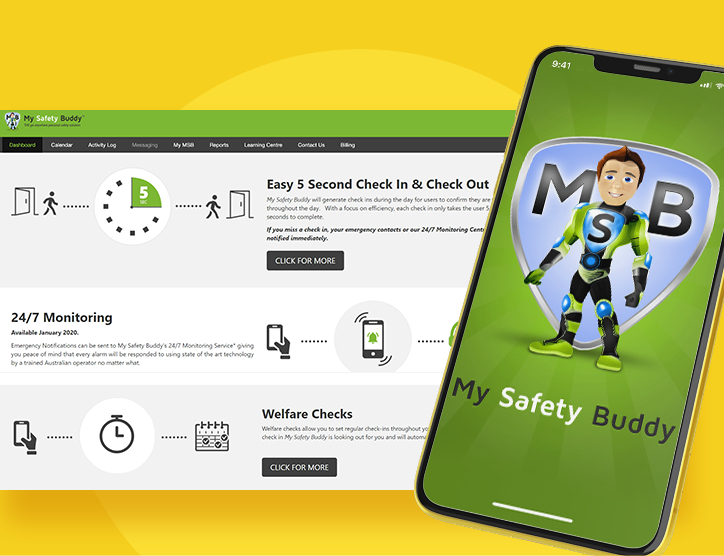 My Safety Buddy
Dashboard Calendar Activity Log Messaging My MSB Reports Learning Centre Contact Us Billing
5
SEC
Easy 5 Second Check In & Check Out
My Safety Buddy will generate check ins during the day for users to confirm they are
throughout the day. With a focus on efficiency, each check in only takes the user 5
seconds to complete.
If you miss a check in, your emergency contacts or our 24/7 Monitoring Cent
notified immediately.
CLICK FOR MORE
24/7 Monitoring
Available January 2020.
Emergency Notifications can be sent to My Safety Buddy's 24/7 Monitoring Service* giving
you peace of mind that every alarm will be responded to using state of the art technology
by a trained Australian operator no matter what.
Welfare Checks
Welfare checks allow you to set regular check-ins throughout yo
check in My Safety Buddy is looking out for you and will autom
CLICK FOR MORE
9:41
M S B
My Safety Buddy